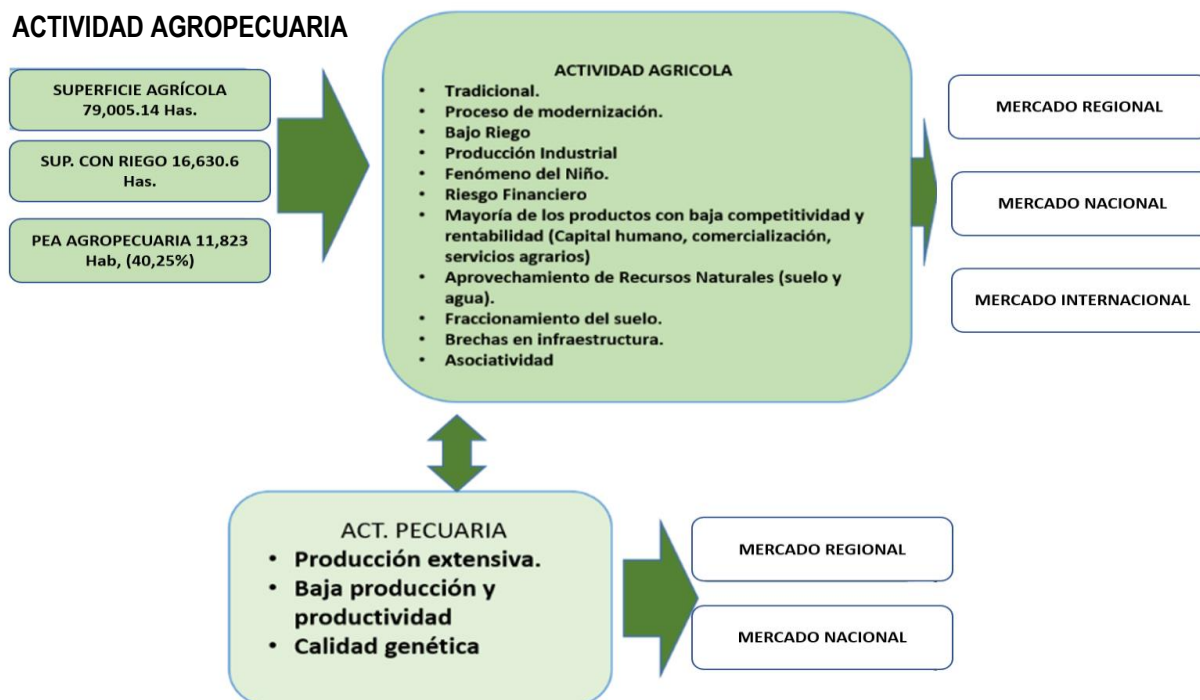 ACTIVIDAD AGROPECUARIA
SUPERFICIE AGRÍCOLA
79,005.14 Has.
SUP. CON RIEGO 16,630.6
Has.
PEA AGROPECUARIA 11,823
Hab, (40,25%)
ACTIVIDAD AGRICOLA
• Tradicional.
• Proceso de modernización.
• Bajo Riego
• Producción Industrial
• Fenómeno del Niño.
• Riesgo Financiero
• Mayoría de los productos con baja competitividad y
rentabilidad (Capital humano, comercialización,
servicios agrarios)
• Aprovechamiento de Recursos Naturales (suelo y
agua).
• Fraccionamiento del suelo.
• Brechas en infraestructura.
• Asociatividad
MERCADO REGIONAL
MERCADO NACIONAL
MERCADO INTERNACIONAL
ACT. PECUARIA
• Producción extensiva.
• Baja producción y
productividad
• Calidad genética
MERCADO REGIONAL
MERCADO NACIONAL